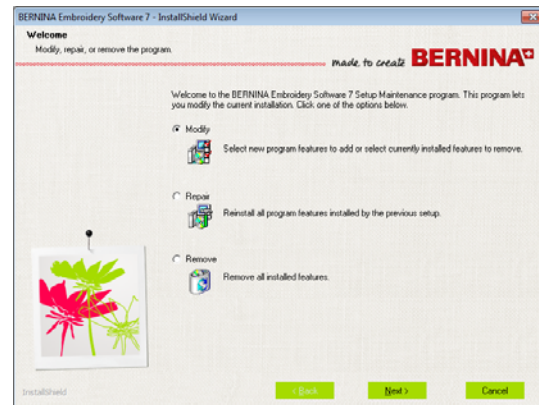 BERNINA Embroidery Software 7 - InstallShield Wizard
Welcome
Modify, repair, or remove the program.
made to create BERNINA
Welcome to the BERNINA Embroidery Software 7 Setup Maintenance program. This program lets
you modify the current installation. Click one of the options below.
Modify
Select new program features to add or select currently installed features to remove.
Repair
Reinstall all program features installed by the previous setup.
Remove
Remove all installed features.
InstallShield
< Back
Next >
Cancel